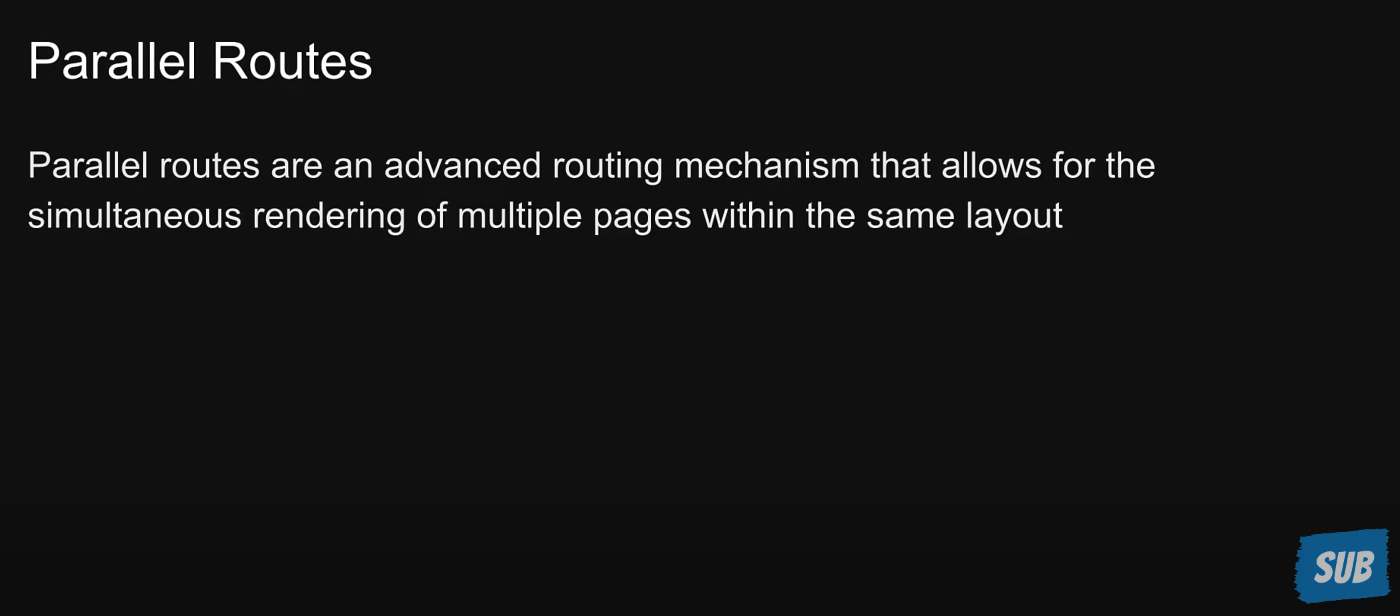 Parallel Routes
Parallel routes are an advanced routing mechanism that allows for the
simultaneous rendering of multiple pages within the same layout
SUB